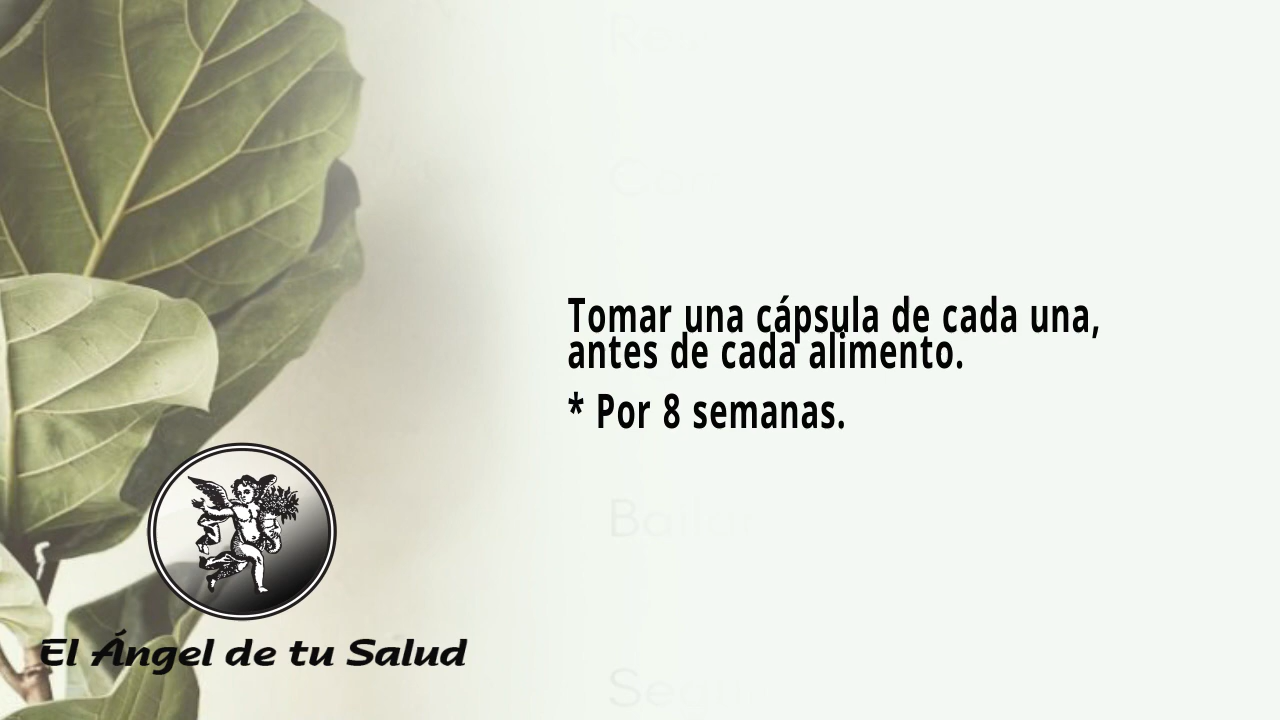 Tomar una cápsula de cada una,
antes de cada alimento.
* Por 8 semanas.
El Ángel de tu Salud